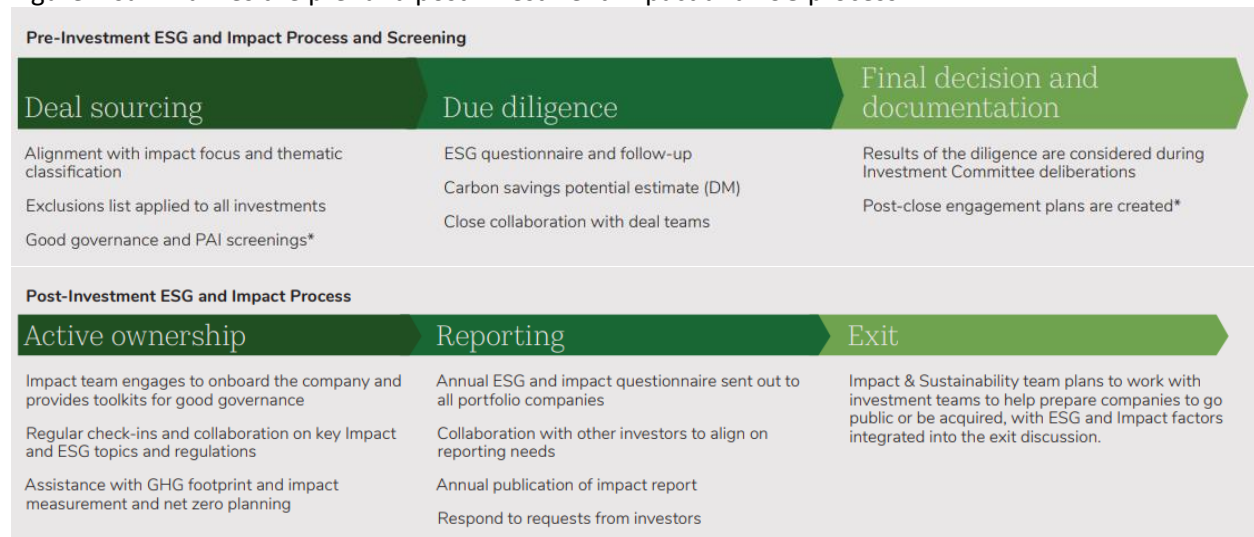 Pre-Investment ESG and Impact Process and Screening
Deal sourcing
Alignment with impact focus and thematic
classification
Exclusions list applied to all investments
Good governance and PAI screenings*
Due diligence
ESG questionnaire and follow-up
Carbon savings potential estimate (DM)
Close collaboration with deal teams
Final decision and
documentation
Results of the diligence are considered during
Investment Committee deliberations
Post-close engagement plans are created*
Post-Investment ESG and Impact Process
Active ownership
Impact team engages to onboard the company and
provides toolkits for good governance
Regular check-ins and collaboration on key Impact
and ESG topics and regulations
Assistance with GHG footprint and impact
measurement and net zero planning
Reporting
Annual ESG and impact questionnaire sent out to
all portfolio companies
Collaboration with other investors to align on
reporting needs
Annual publication of impact report
Respond to requests from investors
Exit
Impact & Sustainability team plans to work with
investment teams to help prepare companies to go
public or be acquired, with ESG and Impact factors
integrated into the exit discussion.